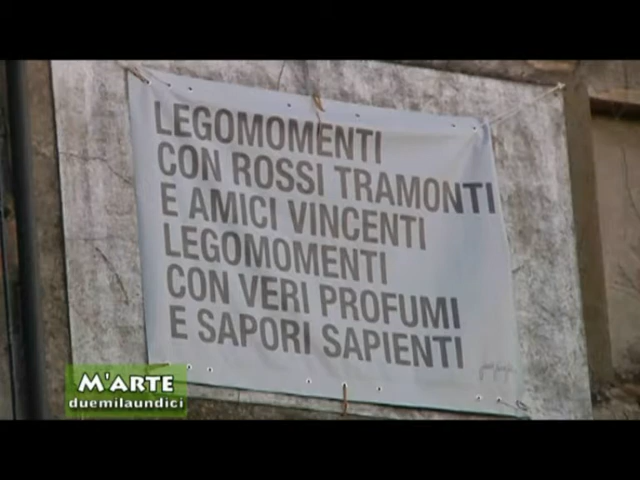 LEGOMOMENTI
CON ROSSI TRAMONTI
E AMICI VINCENTI
LEGOMOMENTI
CON VERI PROFUMI
E SAPORI SAPIENTI
M'ARTE
duemilaundici